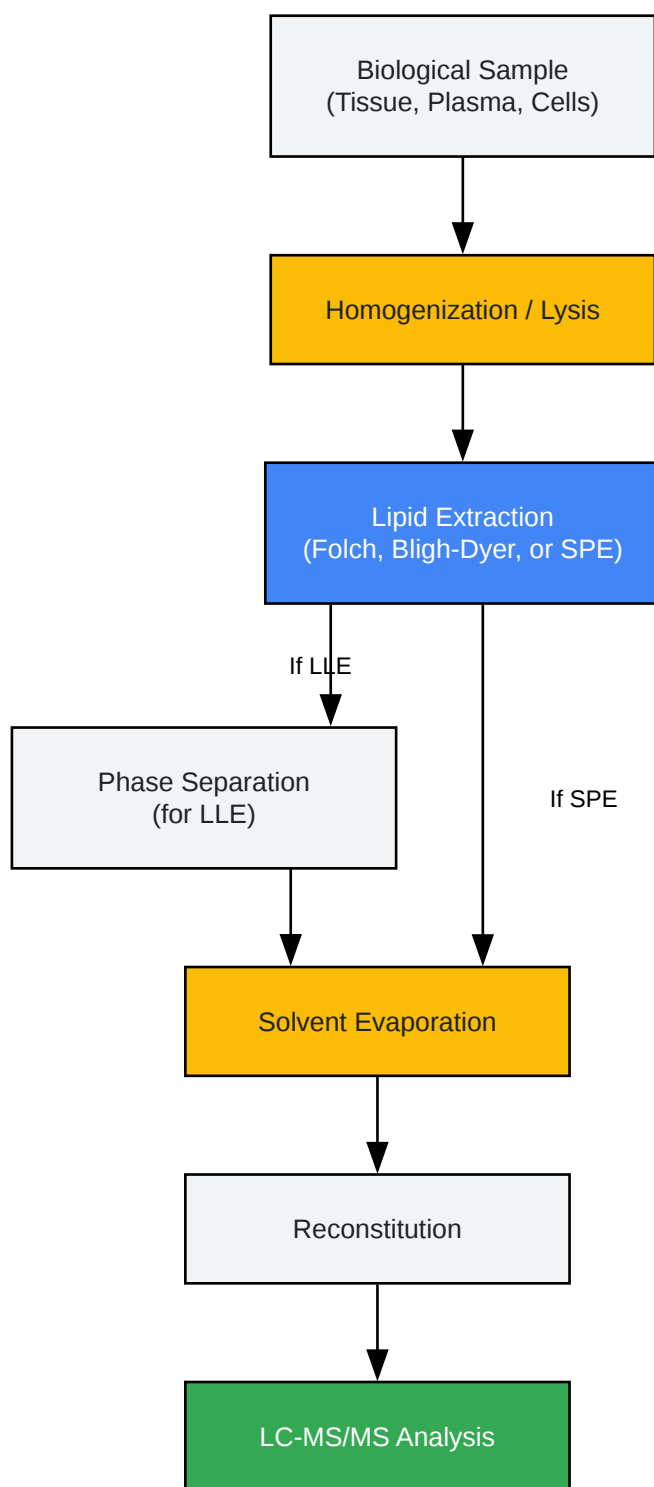 Biological Sample
(Tissue, Plasma, Cells)
Homogenization / Lysis
Lipid Extraction
(Folch, Bligh-Dyer, or SPE)
If LLE
Phase Separation
(for LLE)
If SPE
Solvent Evaporation
Reconstitution
LC-MS/MS Analysis